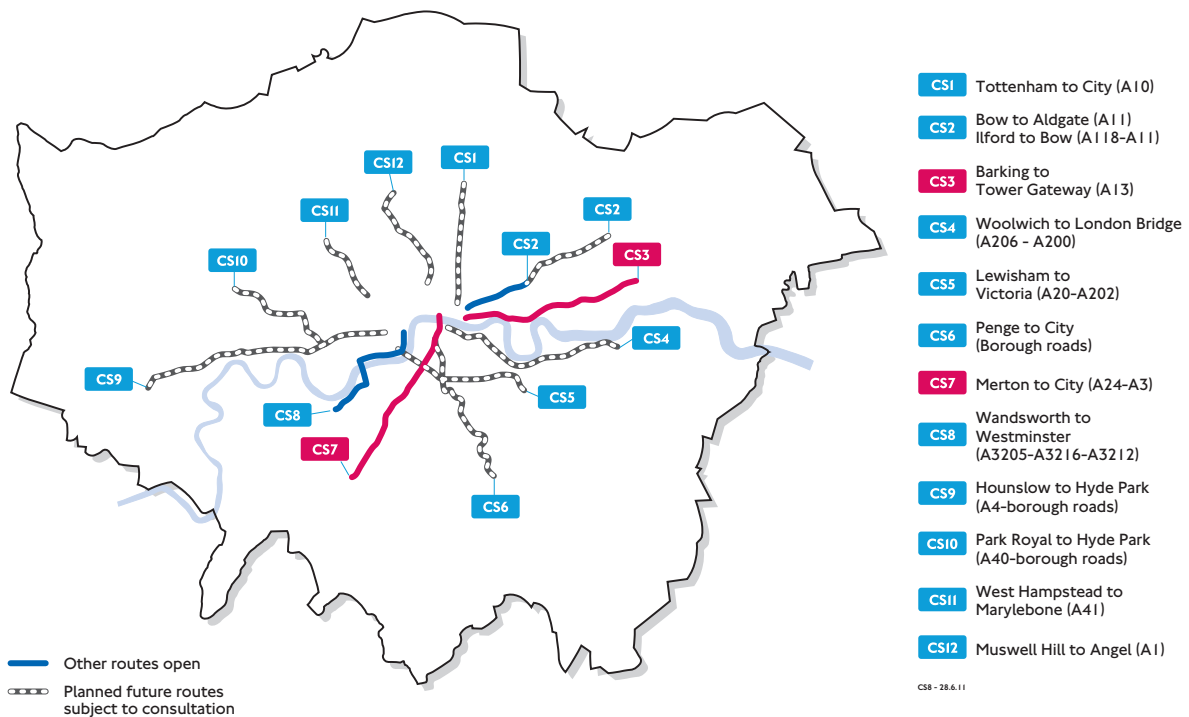 CS1
CS12
CS11
CS2
CS2
CS3
CS10
CS4
CS9
CS5
CS8
CS7
CS6
CS1 Tottenham to City (A10)
CS2 Bow to Aldgate (A11)
Ilford to Bow (A118-A11)
CS3 Barking to
Tower Gateway (A13)
CS4 Woolwich to London Bridge
(A206 - A200)
CS5 Lewisham to
Victoria (A20-A202)
CS6 Penge to City
(Borough roads)
CS7 Merton to City (A24-A3)
CS8 Wandsworth to
Westminster
(A3205-A3216-A3212)
CS9 Hounslow to Hyde Park
(A4-borough roads)
CS10 Park Royal to Hyde Park
(A40-borough roads)
CS11 West Hampstead to
Marylebone (A41)
CS12 Muswell Hill to Angel (A1)
CS8 - 28.6.11
Other routes open
Planned future routes
subject to consultation